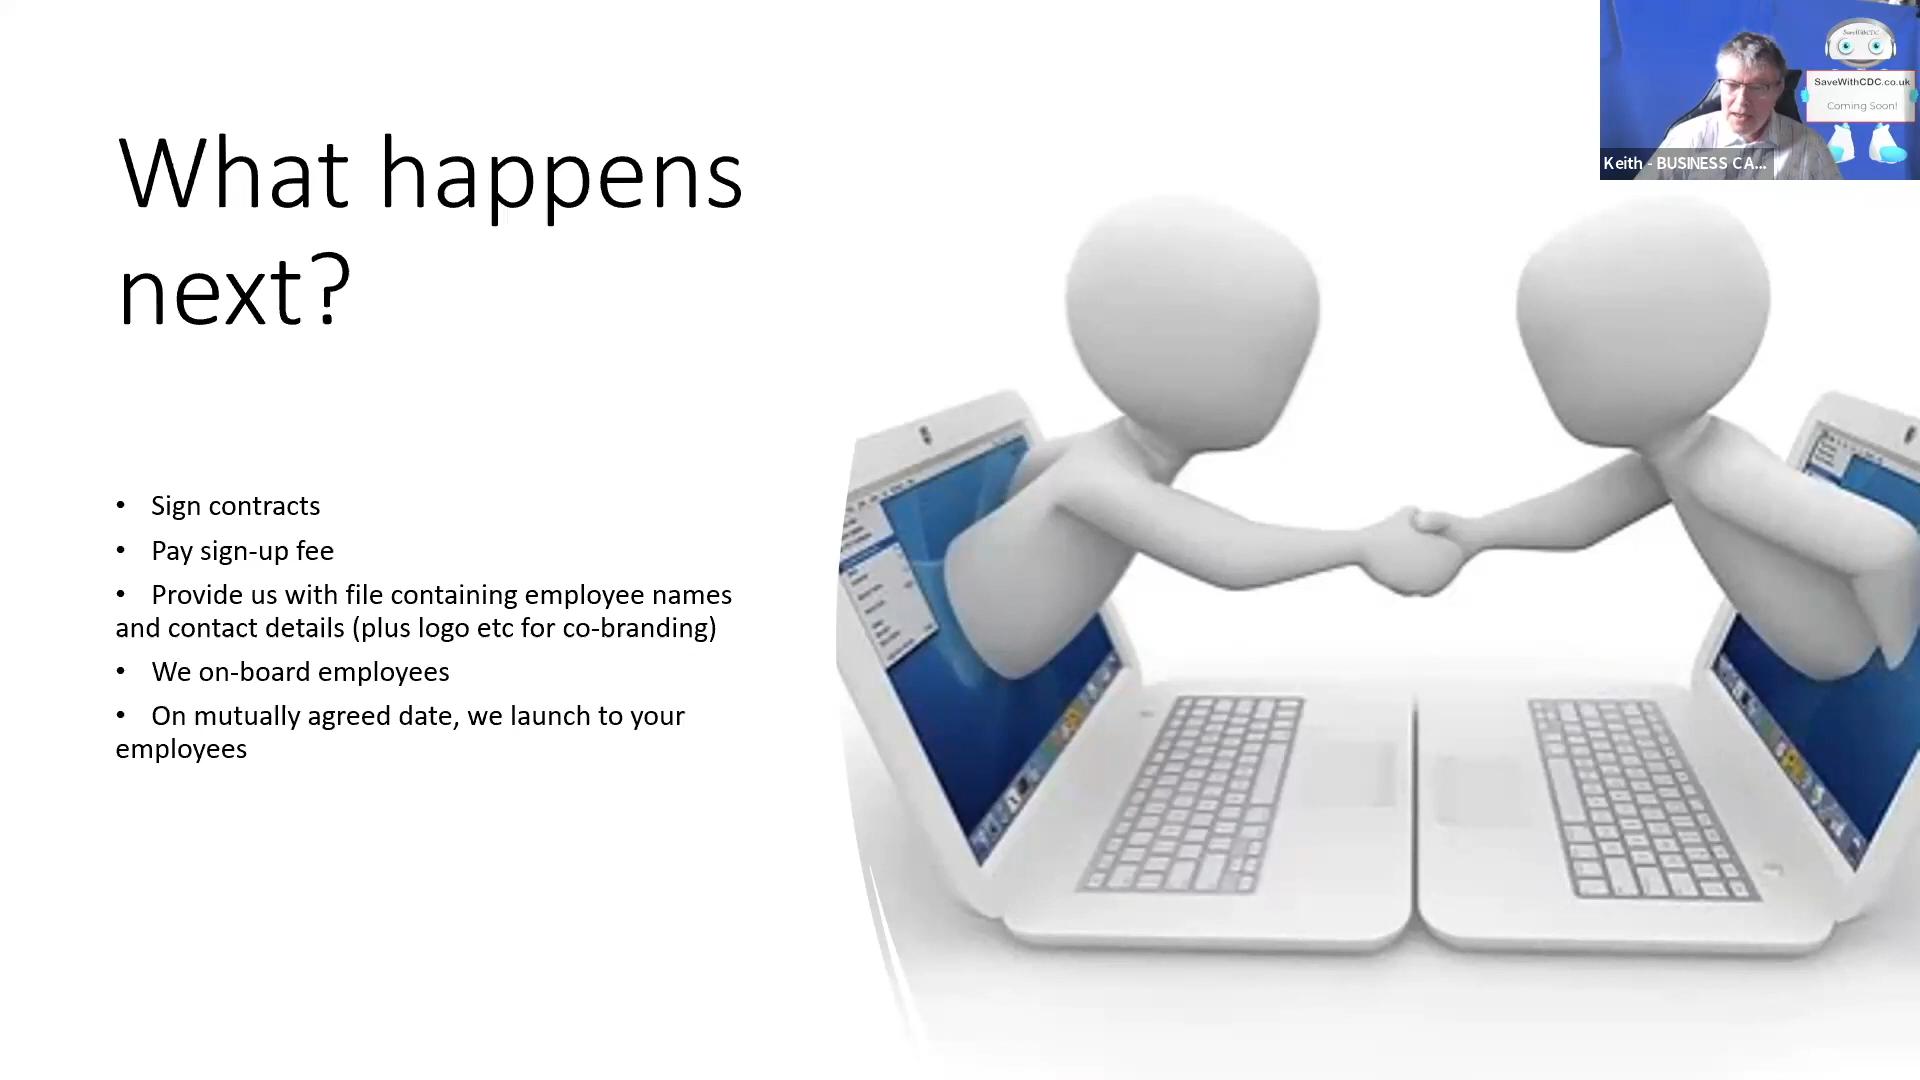 What happens
next?
• Sign contracts
• Pay sign-up fee
• Provide us with file containing employee names
and contact details (plus logo etc for co-branding)
• We on-board employees
• On mutually agreed date, we launch to your
employees
SaveWithCDC
SaveWithCDC.co.uk
Coming Soon!
Keith - BUSINESS CA...